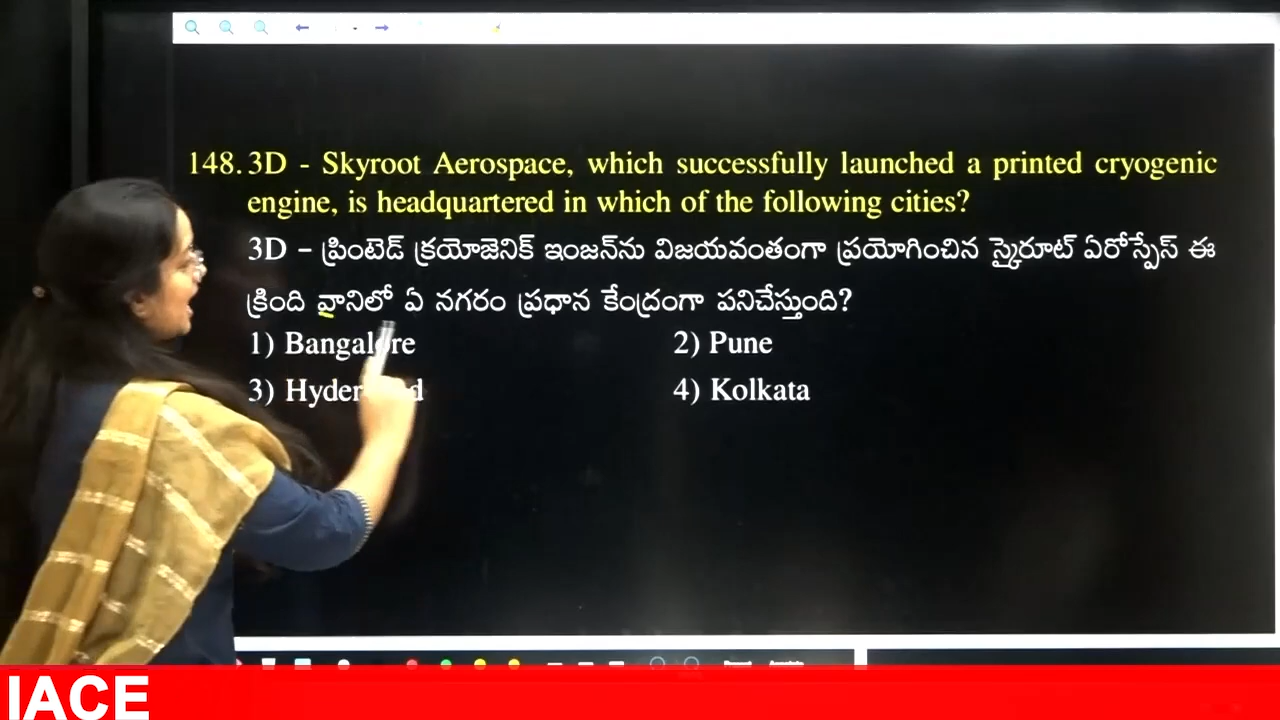 148. 3D - Skyroot Aerospace, which successfully launched a printed cryogenic
engine, is headquartered in which of the following cities?
3D – ప్రింటెడ్ క్రయోజెనిక్ ఇంజన్‌ను విజయవంతంగా ప్రయోగించిన స్కైరూట్ ఏరోస్పేస్ ఈ
క్రింది వానిలో ఏ నగరం ప్రధాన కేంద్రంగా పనిచేస్తుంది?
1) Bangalore 2) Pune
3) Hyderabad 4) Kolkata
IACE